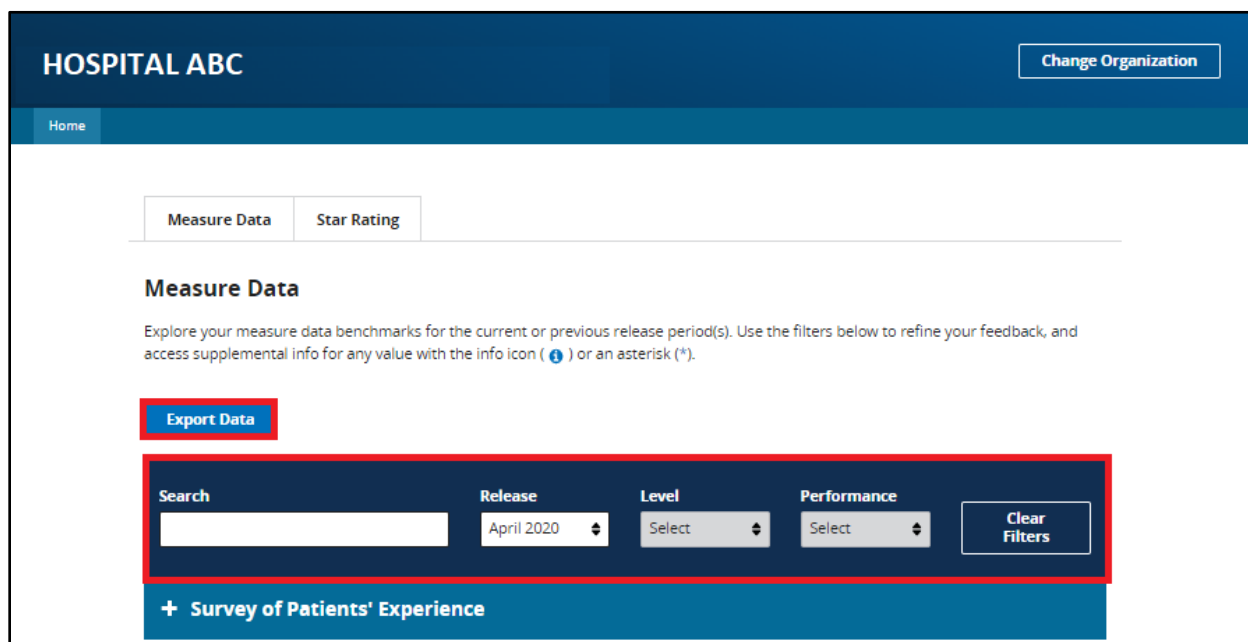 HOSPITAL ABC
Change Organization
Home
Measure Data
Star Rating
Measure Data
Explore your measure data benchmarks for the current or previous release period(s). Use the filters below to refine your feedback, and
access supplemental info for any value with the info icon ( i ) or an asterisk (*).
Export Data
Search
Release
Level
Performance
April 2020
Select
Select
Clear
Filters
+ Survey of Patients' Experience